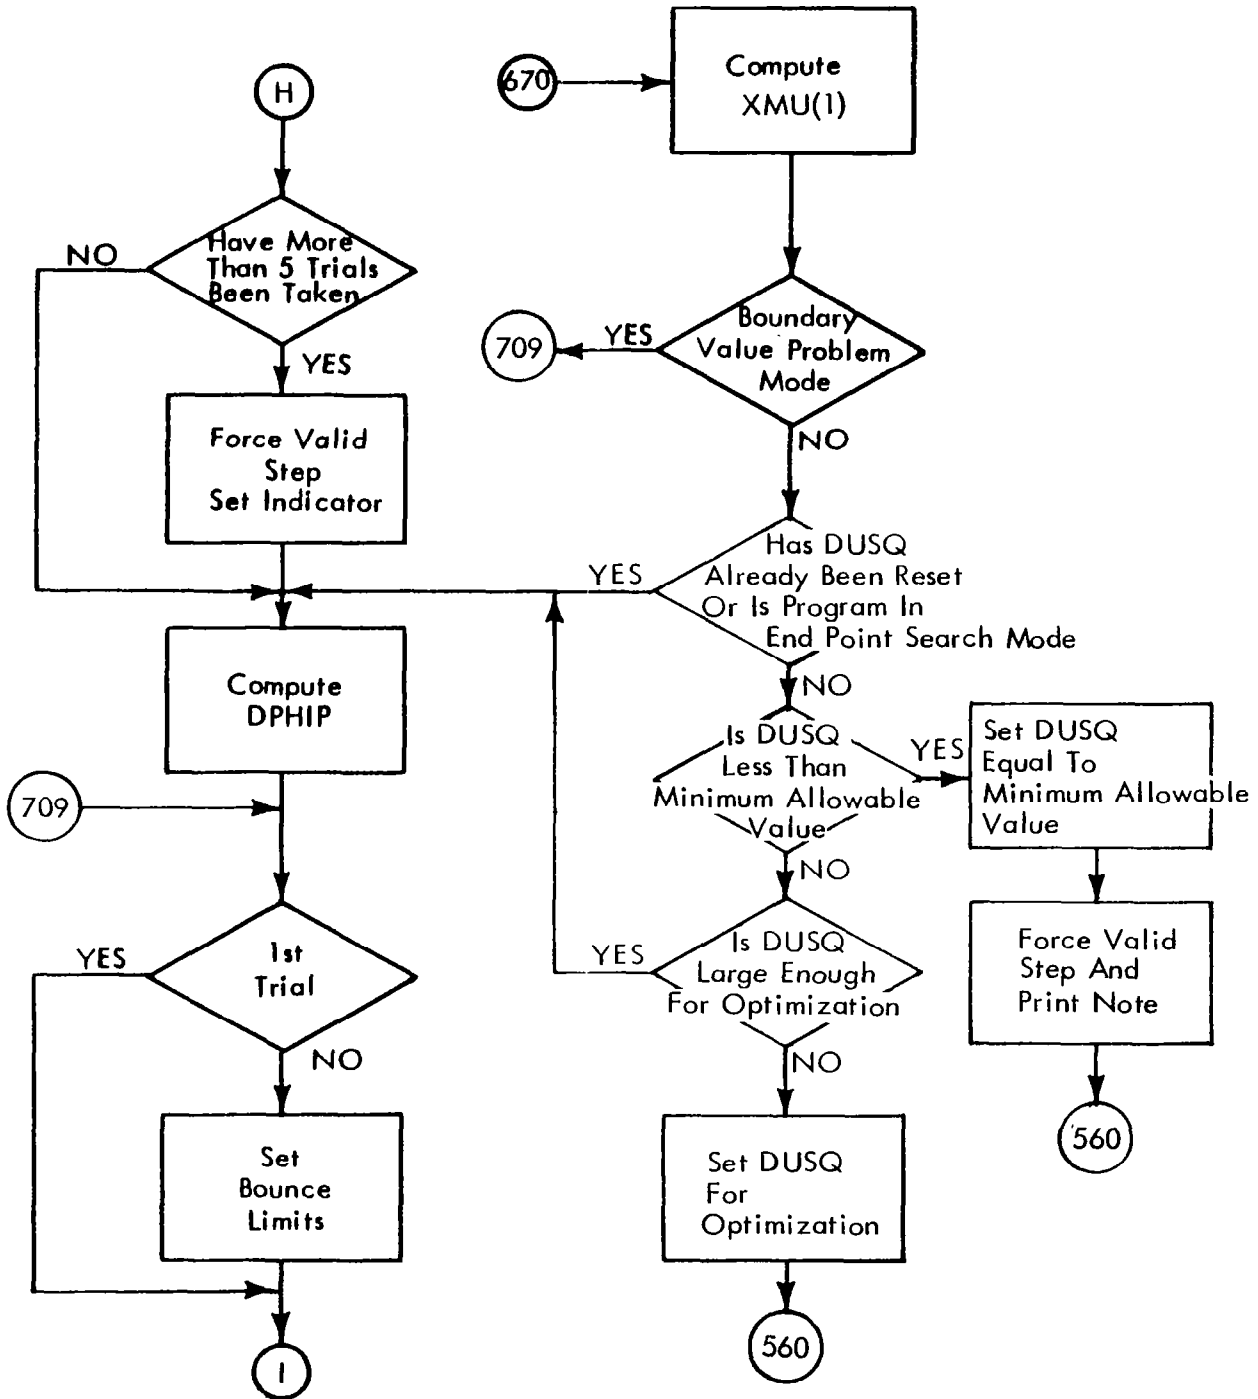 H
NO
Have More
Than 5 Trials
Been Taken
YES
Force Valid
Step
Set Indicator
Compute
DPHIP
709
YES
1st
Trial
NO
Set
Bounce
Limits
I
670
Compute
XMU(1)
709
YES
Boundary
Value Problem
Mode
NO
YES
Has DUSQ
Already Been Reset
Or Is Program In
End Point Search Mode
NO
Is DUSQ
Less Than
Minimum Allowable
Value
YES
NO
YES
Is DUSQ
Large Enough
For Optimization
NO
Set DUSQ
For
Optimization
560
Set DUSQ
Equal To
Minimum Allowable
Value
Force Valid
Step And
Print Note
560